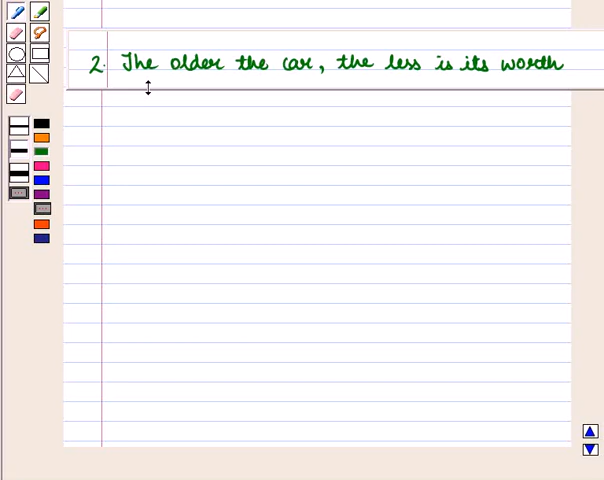 2. The older the car, the less is its worth